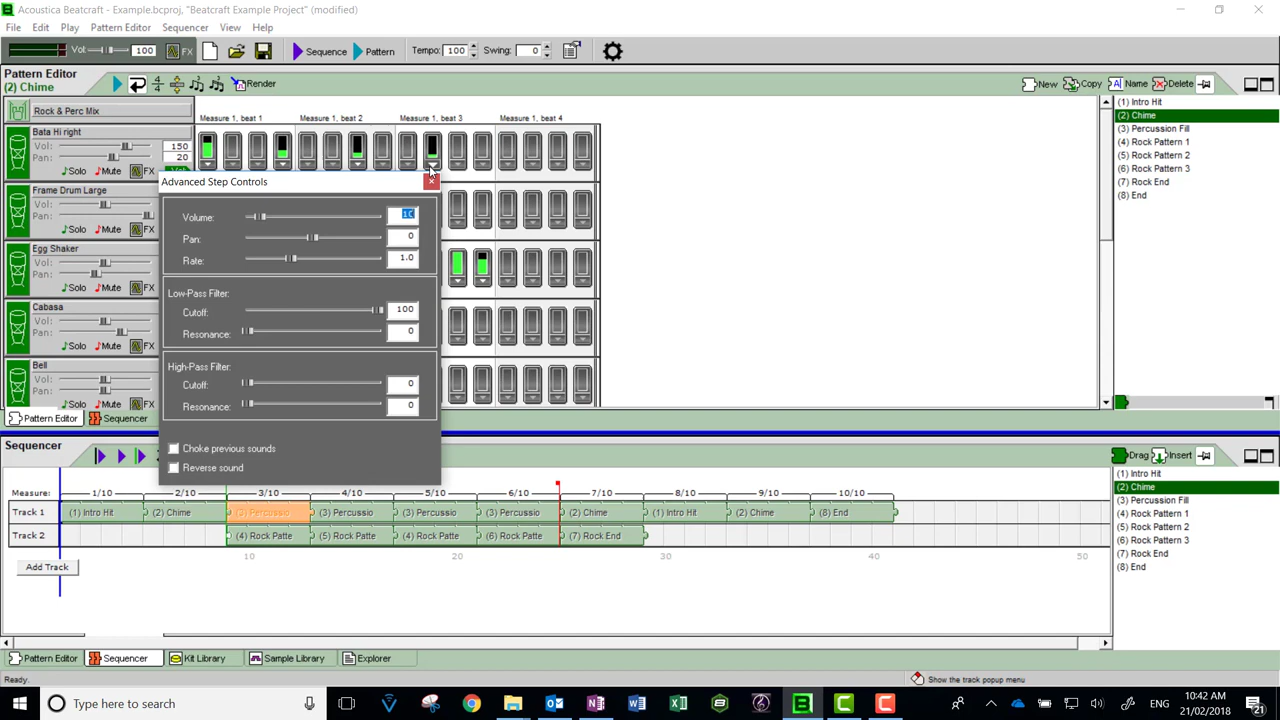 Acoustica Beatcraft - Example.bcproj, "Beatcraft Example Project" (modified)
File Edit Play Pattern Editor Sequencer View Help
Vol: 100 FX Sequence Pattern Tempo: 100 Swing: 0
Pattern Editor
(2) Chime
4/4 Render New Copy Name Delete
Rock & Perc Mix
Measure 1, beat 1 Measure 1, beat 2 Measure 1, beat 3 Measure 1, beat 4
Bata Hi right
Vol: 150
Pan: 20
Solo Mute FX
Frame Drum Large
Vol:
Pan:
Solo Mute FX
Egg Shaker
Vol:
Pan:
Solo Mute FX
Cabasa
Vol:
Pan:
Solo Mute FX
Bell
Vol:
Pan:
Solo Mute FX
Advanced Step Controls
Volume:
Pan: 0
Rate: 1.0
Low-Pass Filter:
Cutoff: 100
Resonance: 0
High-Pass Filter:
Cutoff: 0
Resonance: 0
Choke previous sounds
Reverse sound
(1) Intro Hit
(2) Chime
(3) Percussion Fill
(4) Rock Pattern 1
(5) Rock Pattern 2
(6) Rock Pattern 3
(7) Rock End
(8) End
Pattern Editor Sequencer
Sequencer
Drag Insert
Measure: 1/10 2/10 3/10 4/10 5/10 6/10 7/10 8/10 9/10 10/10
Track 1 (1) Intro Hit (2) Chime (3) Percussio (3) Percussio (3) Percussio (3) Percussio (2) Chime (1) Intro Hit (2) Chime (8) End
Track 2 (4) Rock Patte (5) Rock Patte (4) Rock Patte (6) Rock Patte (7) Rock End
10 20 30 40 50
Add Track
(1) Intro Hit
(2) Chime
(3) Percussion Fill
(4) Rock Pattern 1
(5) Rock Pattern 2
(6) Rock Pattern 3
(7) Rock End
(8) End
Pattern Editor Sequencer Kit Library Sample Library Explorer
Ready. Show the track popup menu
Type here to search
10:42 AM
21/02/2018
21